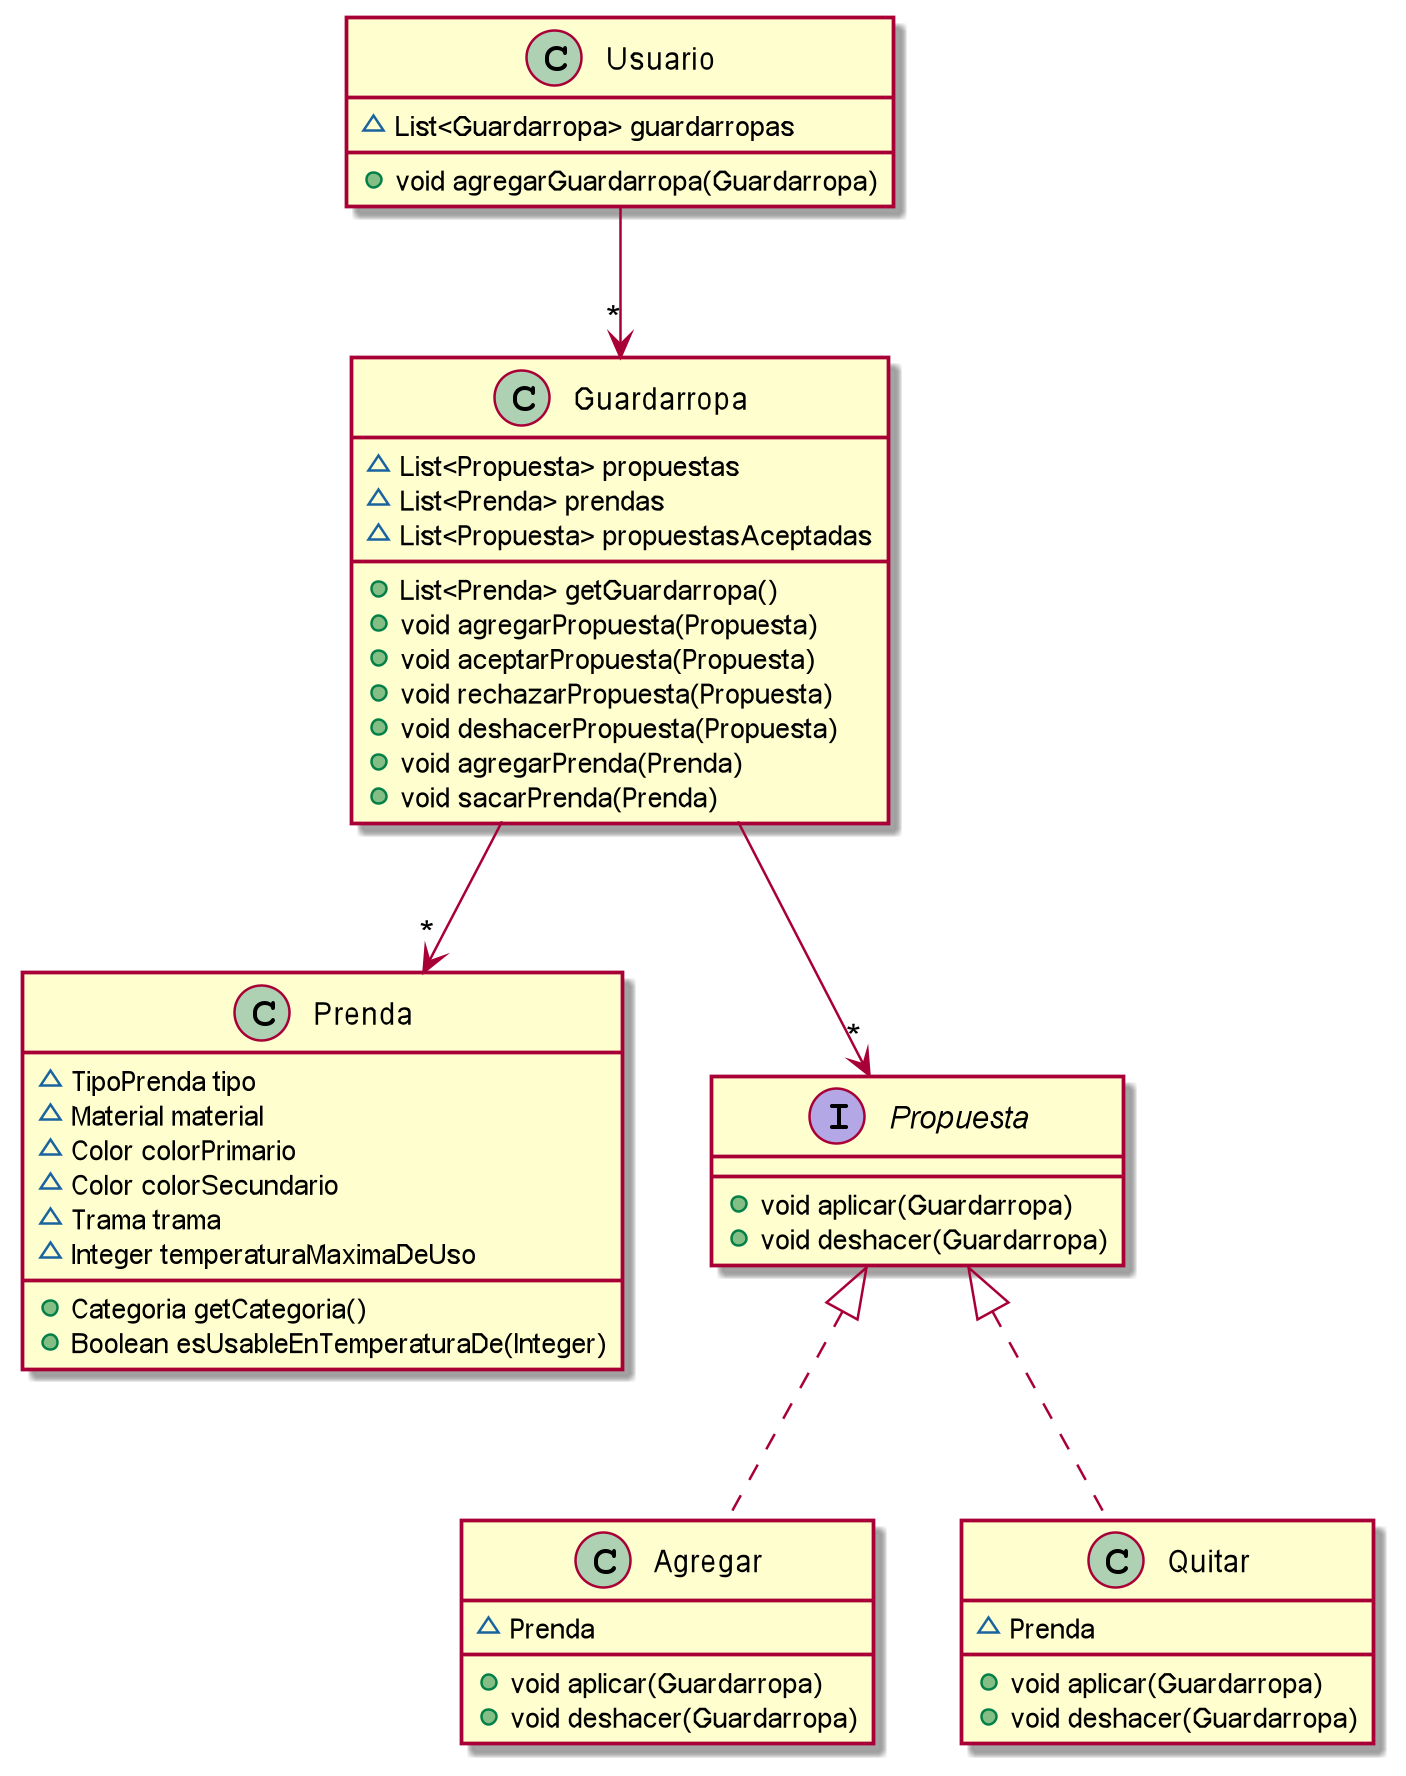 C Usuario
List<Guardarropa> guardarropas
void agregarGuardarropa(Guardarropa)
*
C Guardarropa
List<Propuesta> propuestas
List<Prenda> prendas
List<Propuesta> propuestasAceptadas
List<Prenda> getGuardarropa()
void agregarPropuesta(Propuesta)
void aceptarPropuesta(Propuesta)
void rechazarPropuesta(Propuesta)
void deshacerPropuesta(Propuesta)
void agregarPrenda(Prenda)
void sacarPrenda(Prenda)
*
C Prenda
TipoPrenda tipo
Material material
Color colorPrimario
Color colorSecundario
Trama trama
Integer temperaturaMaximaDeUso
Categoria getCategoria()
Boolean esUsableEnTemperaturaDe(Integer)
*
I Propuesta
void aplicar(Guardarropa)
void deshacer(Guardarropa)
C Agregar
Prenda
void aplicar(Guardarropa)
void deshacer(Guardarropa)
C Quitar
Prenda
void aplicar(Guardarropa)
void deshacer(Guardarropa)